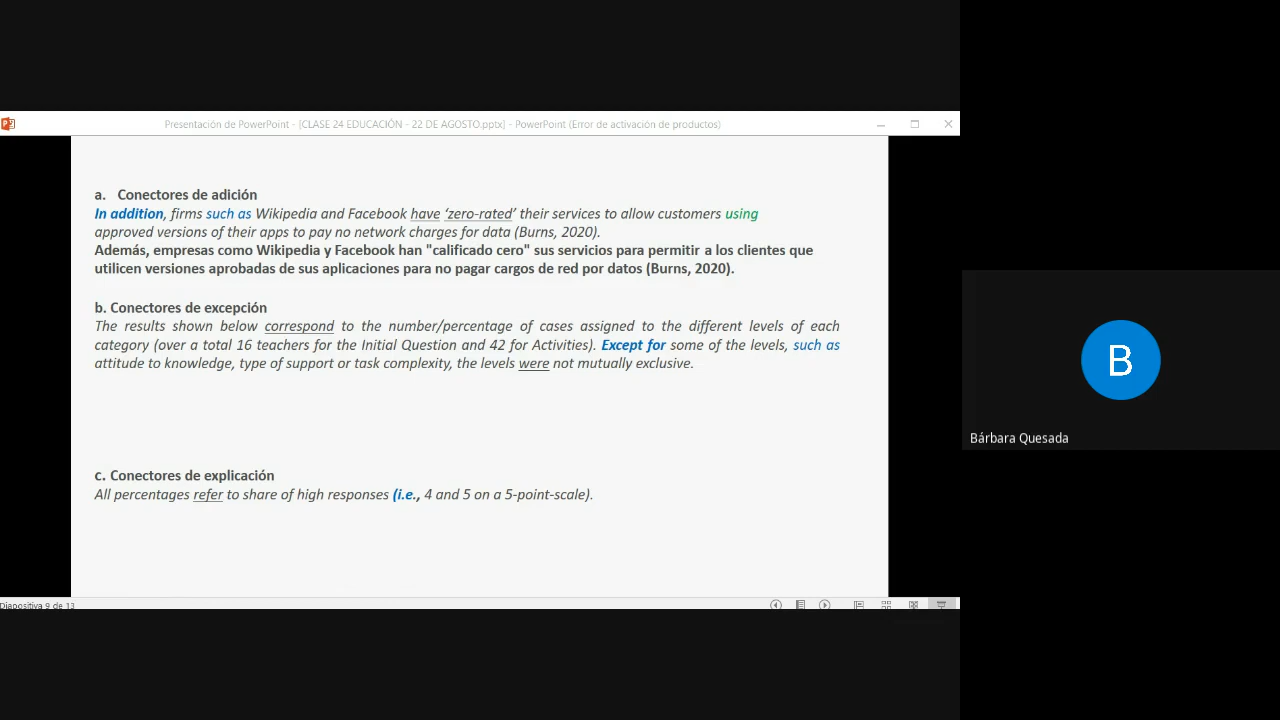 Presentación de PowerPoint - [CLASE 24 EDUCACIÓN - 22 DE AGOSTO.pptx] - PowerPoint (Error de activación de productos)
a. Conectores de adición
In addition, firms such as Wikipedia and Facebook have ‘zero-rated’ their services to allow customers using
approved versions of their apps to pay no network charges for data (Burns, 2020).
Además, empresas como Wikipedia y Facebook han "calificado cero" sus servicios para permitir a los clientes que
utilicen versiones aprobadas de sus aplicaciones para no pagar cargos de red por datos (Burns, 2020).
b. Conectores de excepción
The results shown below correspond to the number/percentage of cases assigned to the different levels of each
category (over a total 16 teachers for the Initial Question and 42 for Activities). Except for some of the levels, such as
attitude to knowledge, type of support or task complexity, the levels were not mutually exclusive.
c. Conectores de explicación
All percentages refer to share of high responses (i.e., 4 and 5 on a 5-point-scale).
Diapositiva 9 de 13
B
Bárbara Quesada